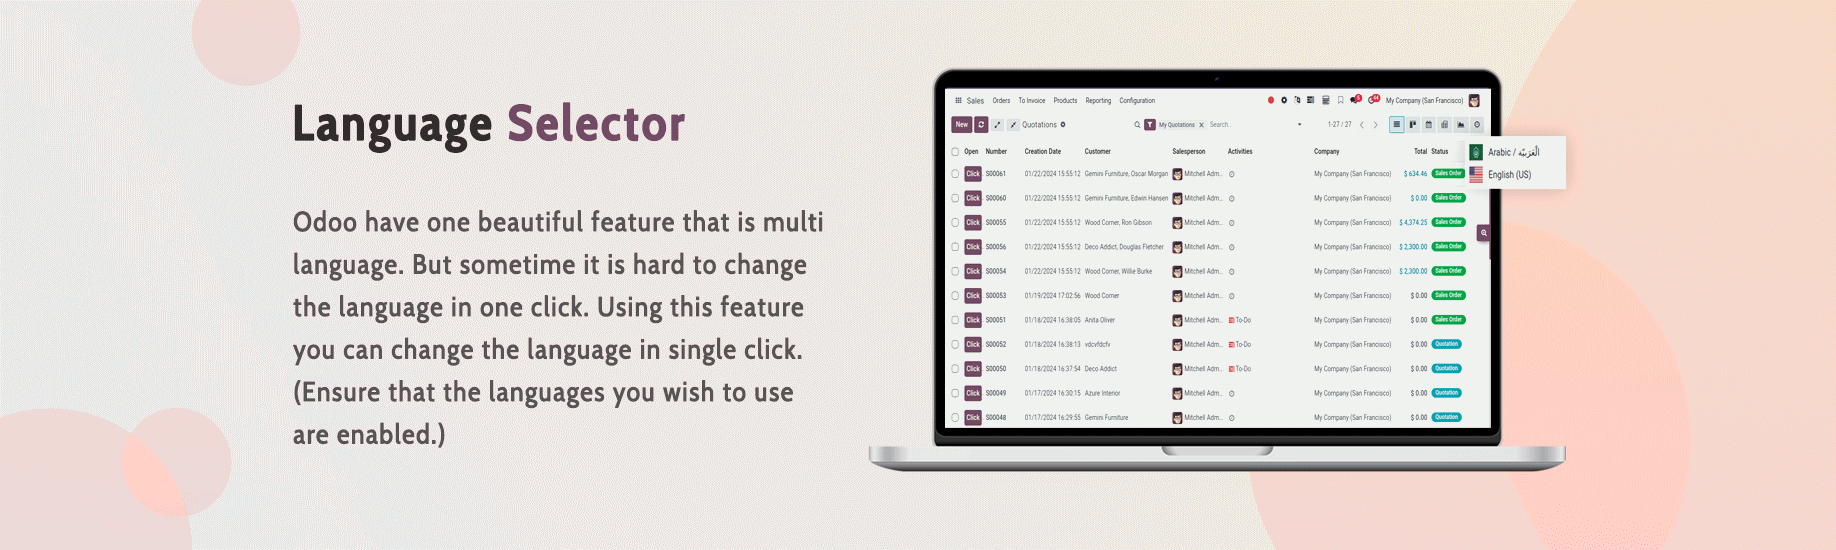 Language Selector
Odoo have one beautiful feature that is multi
language. But sometime it is hard to change
the language in one click. Using this feature
you can change the language in single click.
(Ensure that the languages you wish to use
are enabled.)
Sales Orders To Invoice Products Reporting Configuration My Company (San Francisco)
New Quotations My Quotations x Search... 1-27 / 27
Open Number Creation Date Customer Salesperson Activities Company Total Status
Arabic / الْعَرَبيّة
English (US)
Click S00061 01/22/2024 15:55:12 Gemini Furniture, Oscar Morgan Mitchell Adm... My Company (San Francisco) $ 634.46 Sales Order
Click S00060 01/22/2024 15:55:12 Gemini Furniture, Edwin Hansen Mitchell Adm... My Company (San Francisco) $ 0.00 Sales Order
Click S00055 01/22/2024 15:55:12 Wood Corner, Ron Gibson Mitchell Adm... My Company (San Francisco) $ 4,374.25 Sales Order
Click S00056 01/22/2024 15:55:12 Deco Addict, Douglas Fletcher Mitchell Adm... My Company (San Francisco) $ 2,300.00 Sales Order
Click S00054 01/22/2024 15:55:12 Wood Corner, Willie Burke Mitchell Adm... My Company (San Francisco) $ 2,300.00 Sales Order
Click S00053 01/19/2024 17:02:56 Wood Corner Mitchell Adm... My Company (San Francisco) $ 0.00 Sales Order
Click S00051 01/18/2024 16:38:05 Anita Oliver Mitchell Adm... To-Do My Company (San Francisco) $ 0.00 Sales Order
Click S00052 01/18/2024 16:38:13 vdcvfdcfv Mitchell Adm... To-Do My Company (San Francisco) $ 0.00 Quotation
Click S00050 01/18/2024 16:37:54 Deco Addict Mitchell Adm... To-Do My Company (San Francisco) $ 0.00 Quotation
Click S00049 01/17/2024 16:30:15 Azure Interior Mitchell Adm... My Company (San Francisco) $ 0.00 Quotation
Click S00048 01/17/2024 16:29:55 Gemini Furniture Mitchell Adm... My Company (San Francisco) $ 0.00 Quotation